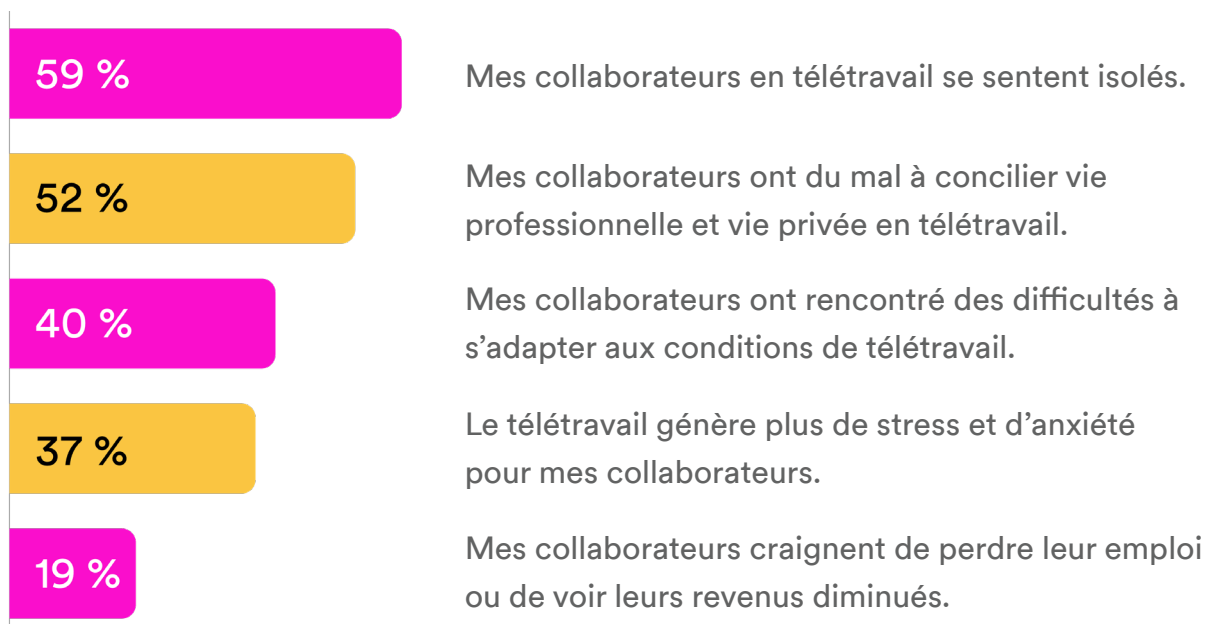 59 %
Mes collaborateurs en télétravail se sentent isolés.
52 %
Mes collaborateurs ont du mal à concilier vie
professionnelle et vie privée en télétravail.
40 %
Mes collaborateurs ont rencontré des difficultés à
s’adapter aux conditions de télétravail.
37 %
Le télétravail génère plus de stress et d’anxiété
pour mes collaborateurs.
19 %
Mes collaborateurs craignent de perdre leur emploi
ou de voir leurs revenus diminués.